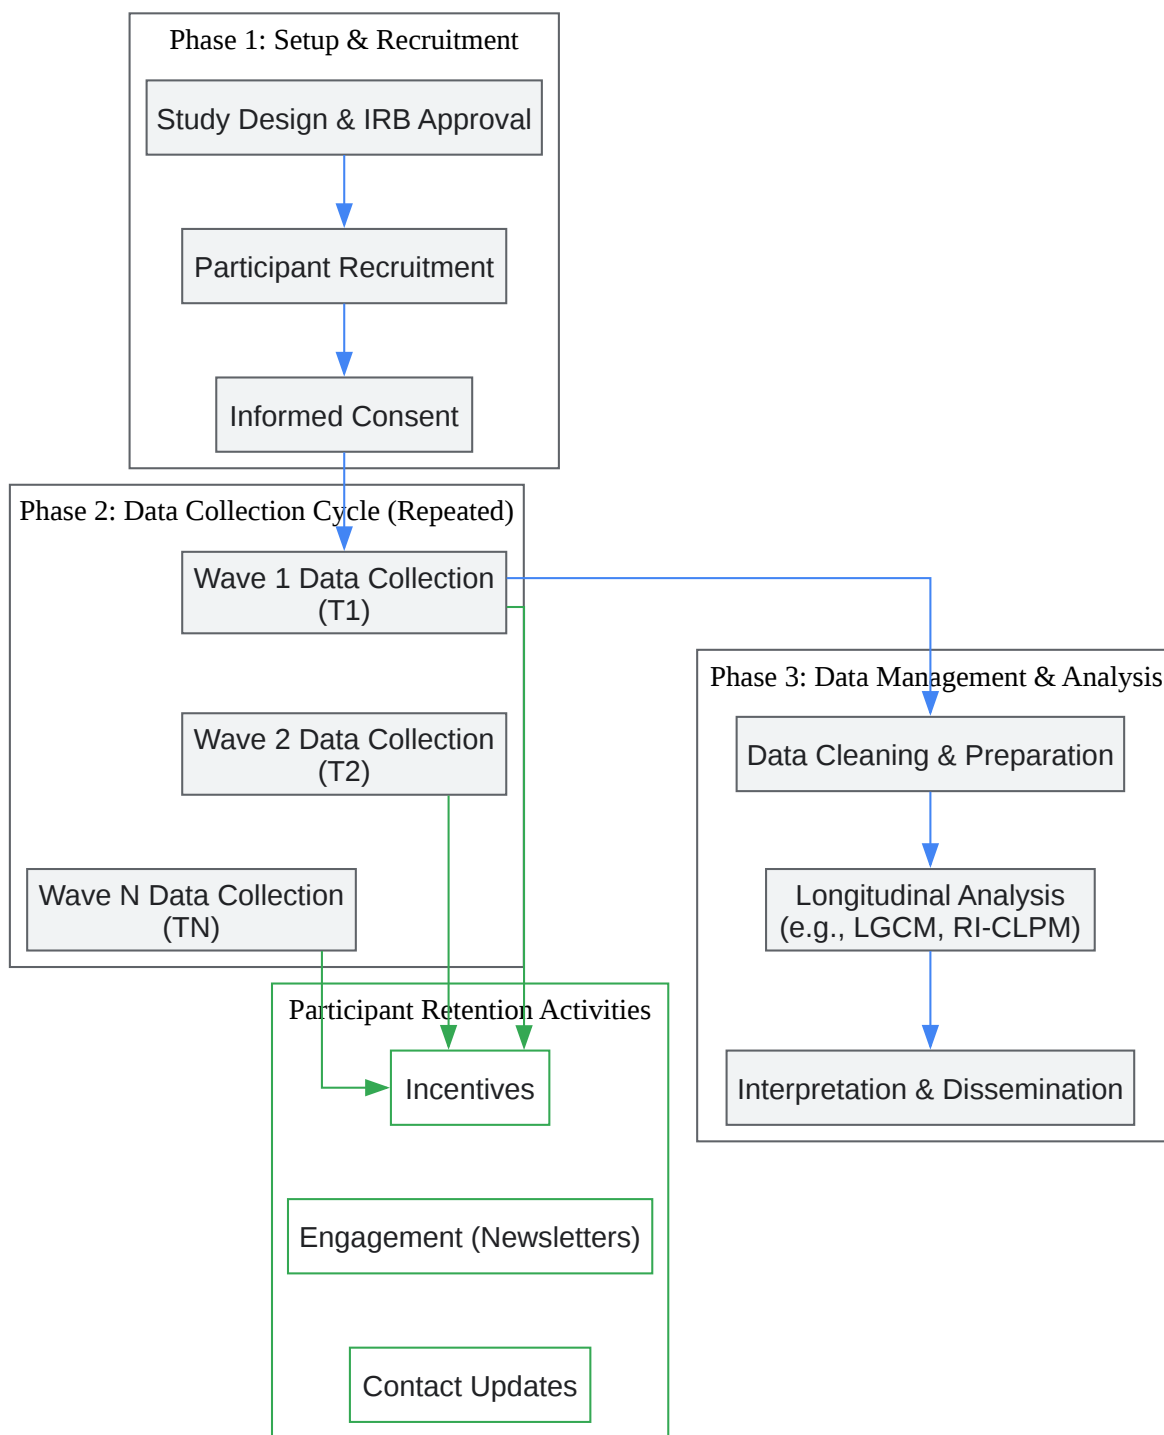 Phase 1: Setup & Recruitment
Study Design & IRB Approval
Participant Recruitment
Informed Consent
Phase 2: Data Collection Cycle (Repeated)
Wave 1 Data Collection
(T1)
Wave 2 Data Collection
(T2)
Wave N Data Collection
(TN)
Phase 3: Data Management & Analysis
Data Cleaning & Preparation
Longitudinal Analysis
(e.g., LGCM, RI-CLPM)
Interpretation & Dissemination
Participant Retention Activities
Incentives
Engagement (Newsletters)
Contact Updates